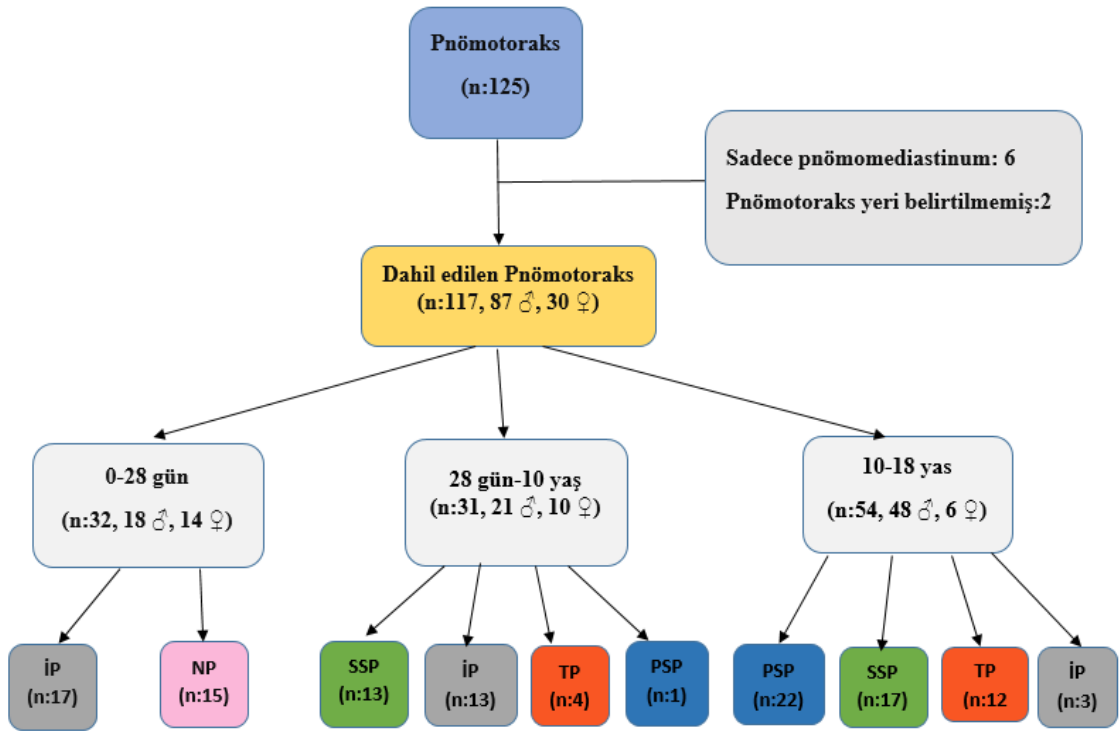 Pnömotoraks
(n:125)
Sadece pnömomediastinum: 6
Pnömotoraks yeri belirtilmemiş:2
Dahil edilen Pnömotoraks
(n:117, 87 ♂, 30 ♀)
0-28 gün
(n:32, 18 ♂, 14 ♀)
28 gün-10 yaş
(n:31, 21 ♂, 10 ♀)
10-18 yas
(n:54, 48 ♂, 6 ♀)
İP
(n:17)
NP
(n:15)
SSP
(n:13)
İP
(n:13)
TP
(n:4)
PSP
(n:1)
PSP
(n:22)
SSP
(n:17)
TP
(n:12
İP
(n:3)